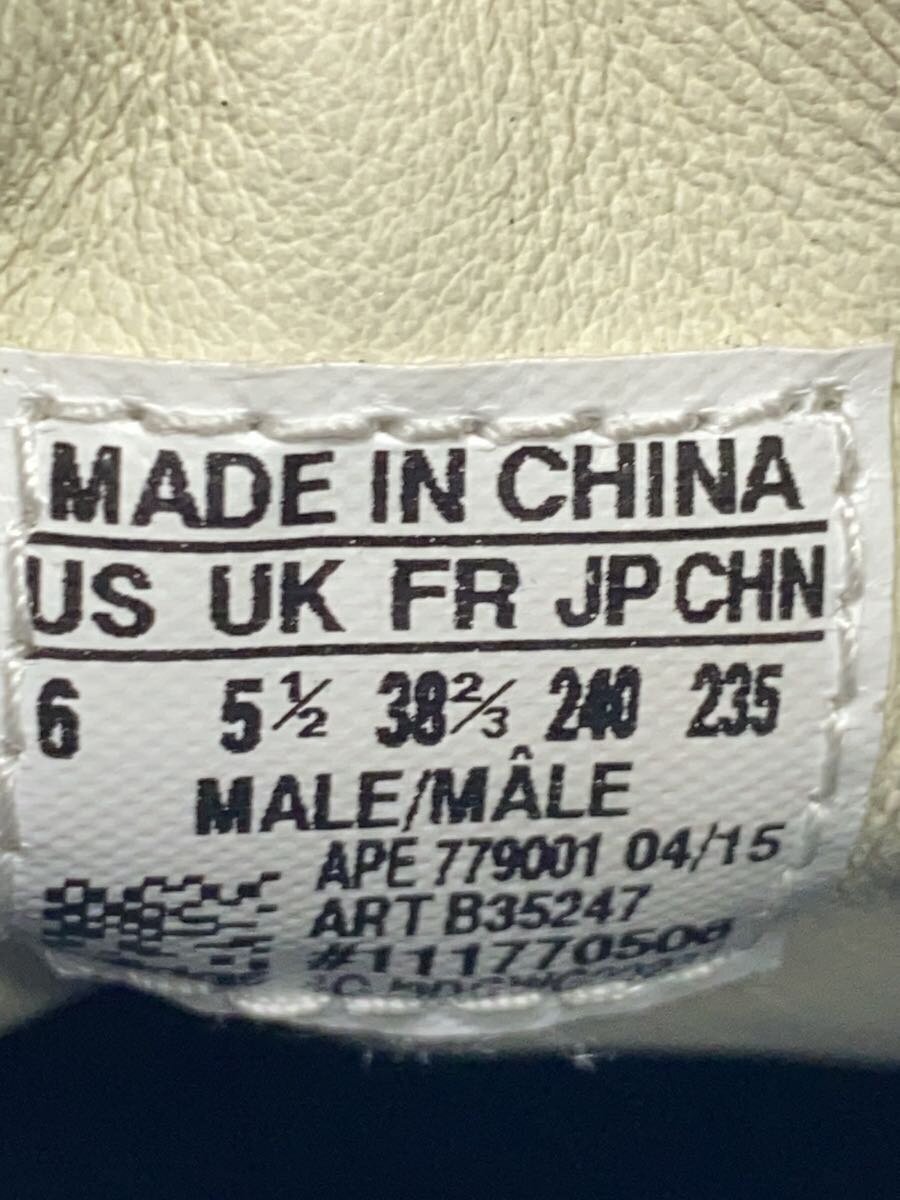 MADE IN CHINA
US UK FR JP CHN
6 5½ 38⅔ 240 235
MALE/MÂLE
APE 779001 04/15
ART B35247
#111770508